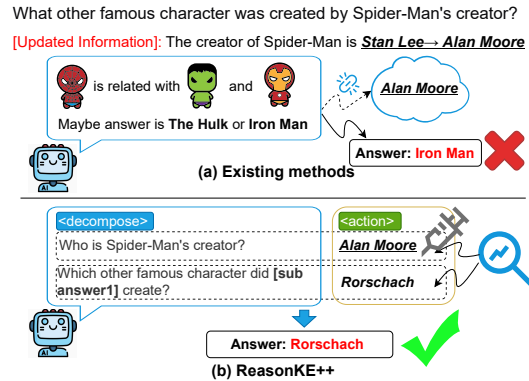 What other famous character was created by Spider-Man's creator?
[Updated Information]: The creator of Spider-Man is Stan Lee→ Alan Moore
is related with and
Maybe answer is The Hulk or Iron Man
Alan Moore
Answer: Iron Man
AI
(a) Existing methods
<decompose> <action>
Who is Spider-Man's creator? Alan Moore
Which other famous character did [sub
answer1] create? Rorschach
AI
Answer: Rorschach
(b) ReasonKE++